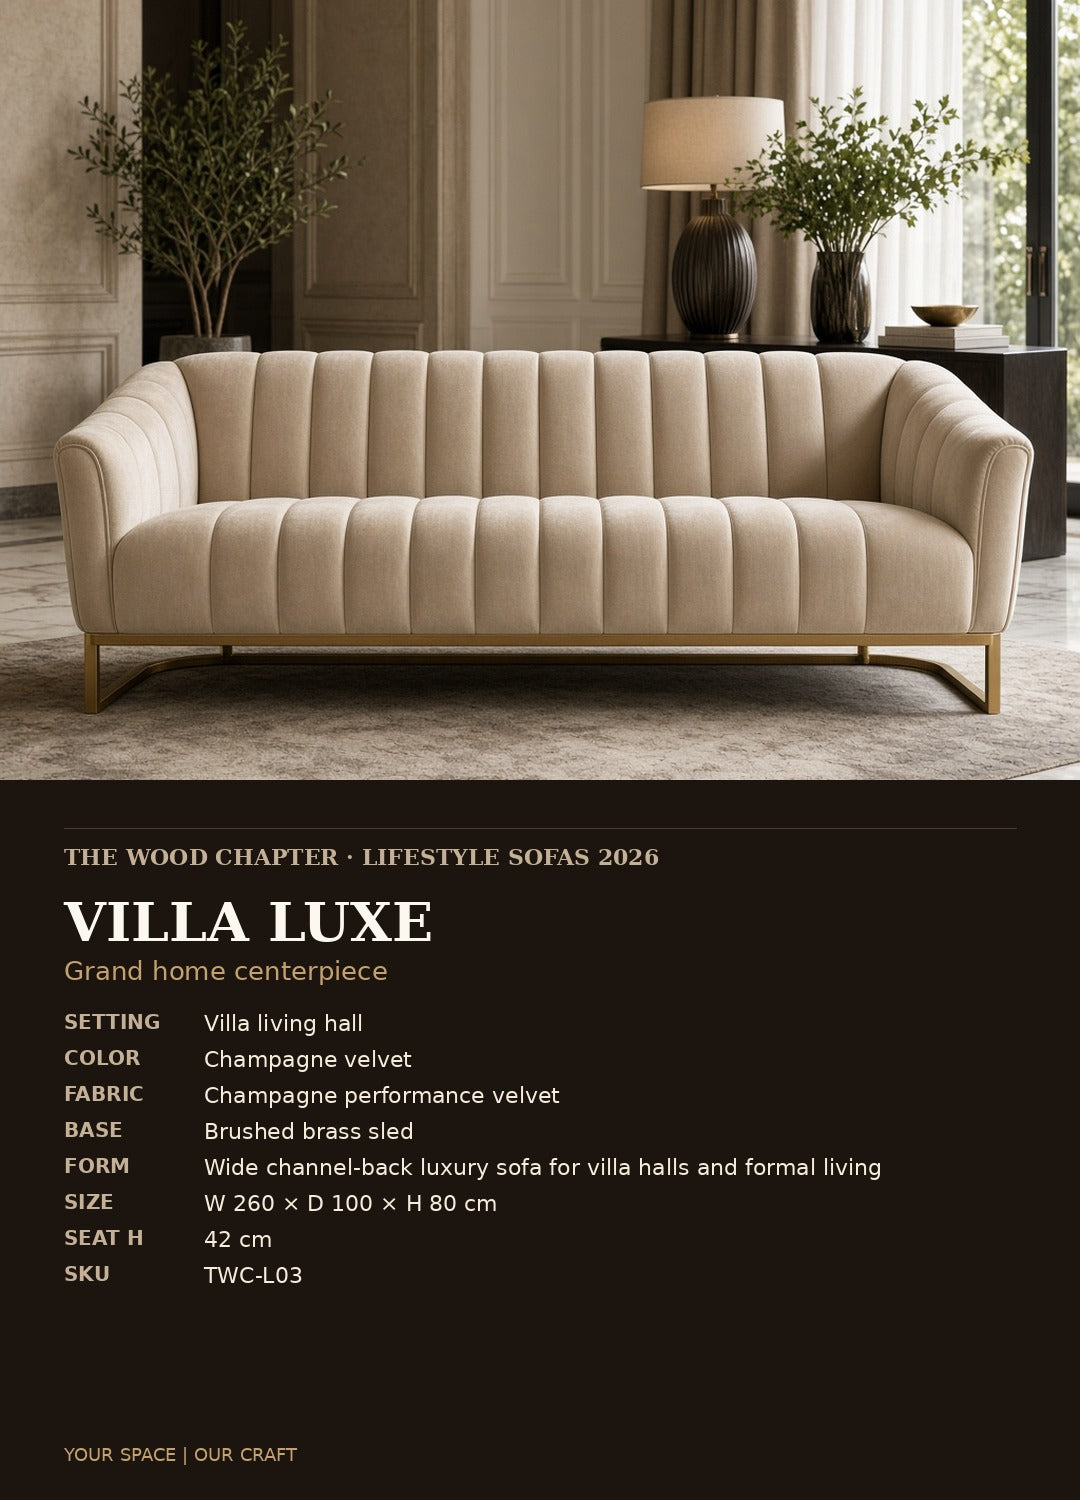 THE WOOD CHAPTER · LIFESTYLE SOFAS 2026
VILLA LUXE
Grand home centerpiece
SETTING Villa living hall
COLOR Champagne velvet
FABRIC Champagne performance velvet
BASE Brushed brass sled
FORM Wide channel-back luxury sofa for villa halls and formal living
SIZE W 260 × D 100 × H 80 cm
SEAT H 42 cm
SKU TWC-L03
YOUR SPACE | OUR CRAFT